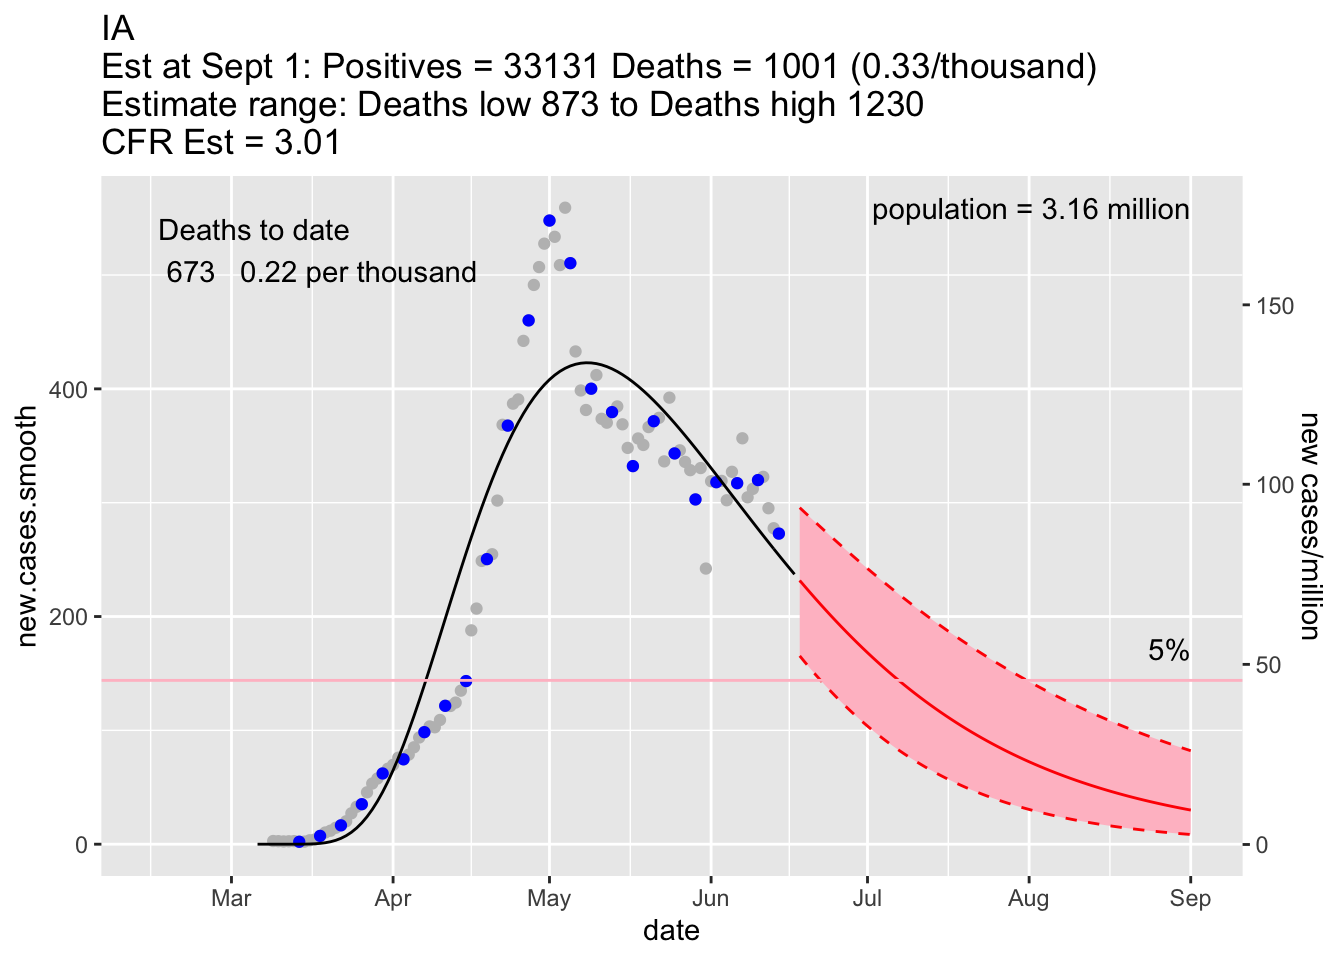 IA
Est at Sept 1: Positives = 33131 Deaths = 1001 (0.33/thousand)
Estimate range: Deaths low 873 to Deaths high 1230
CFR Est = 3.01
population = 3.16 million
Deaths to date
673 0.22 per thousand
150
400
100
200
5%
50
0
0
new.cases.smooth
new cases/million
Mar
Apr
May
Jun
Jul
Aug
Sep
date